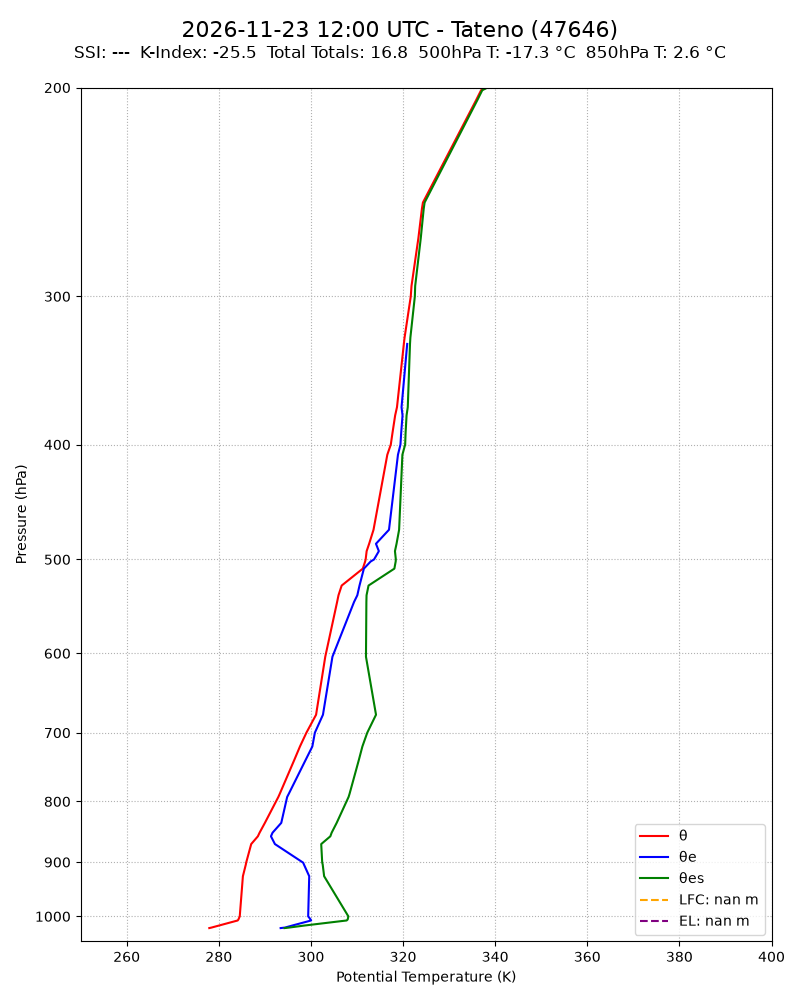 2026-11-23 12:00 UTC - Tateno (47646)
SSI: --- K-Index: -25.5 Total Totals: 16.8 500hPa T: -17.3 °C 850hPa T: 2.6 °C
200
300
400
500
600
700
800
900
1000
Pressure (hPa)
260 280 300 320 340 360 380 400
Potential Temperature (K)
θ
θe
θes
LFC: nan m
EL: nan m